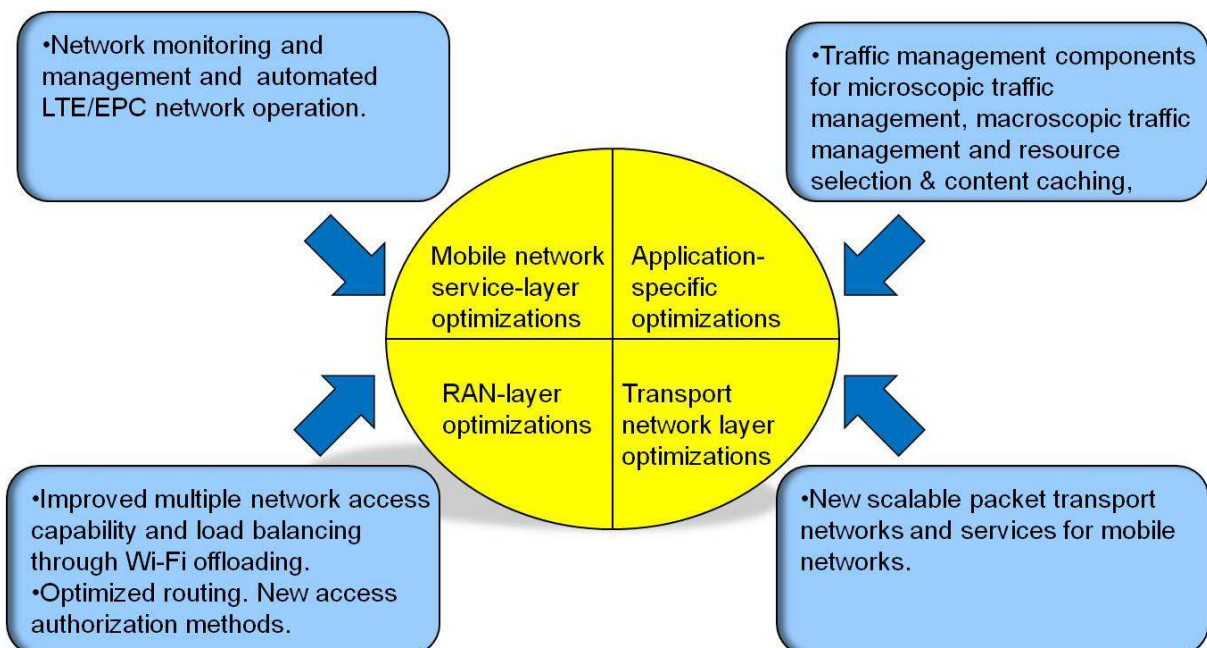 •Network monitoring and
management and automated
LTE/EPC network operation.
•Traffic management components
for microscopic traffic
management, macroscopic traffic
management and resource
selection & content caching,
Mobile network
service-layer
optimizations
Application-
specific
optimizations
RAN-layer
optimizations
Transport
network layer
optimizations
•Improved multiple network access
capability and load balancing
through Wi-Fi offloading.
•Optimized routing. New access
authorization methods.
•New scalable packet transport
networks and services for mobile
networks.